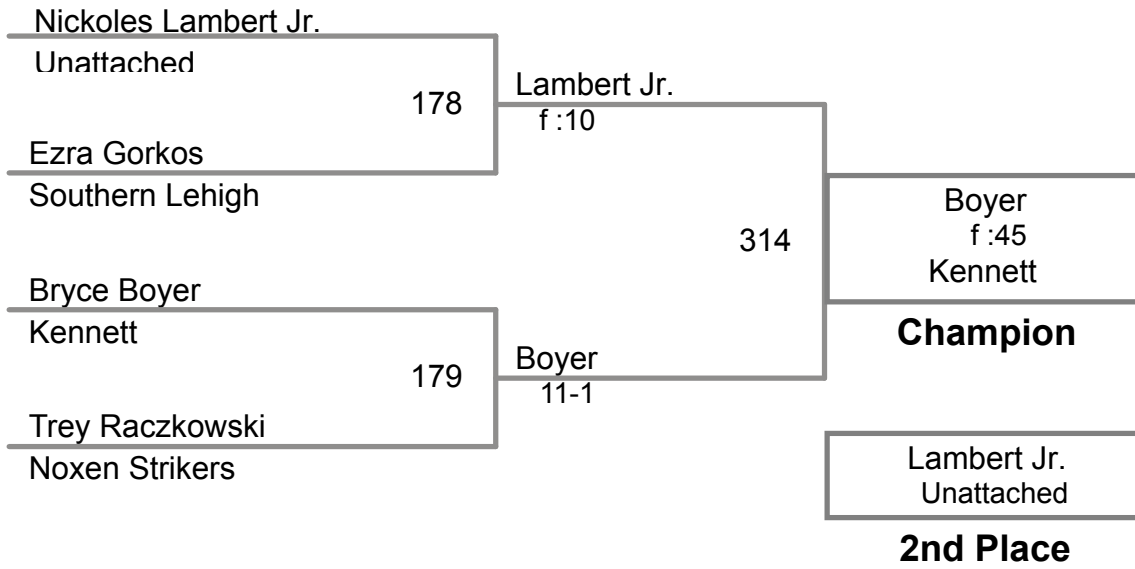 Nickoles Lambert Jr.
Unattached
178
Lambert Jr.
f :10
Ezra Gorkos
Southern Lehigh
314
Boyer
f :45
Kennett
Champion
Bryce Boyer
Kennett
179
Boyer
11-1
Trey Raczkowski
Noxen Strikers
Lambert Jr.
Unattached
2nd Place